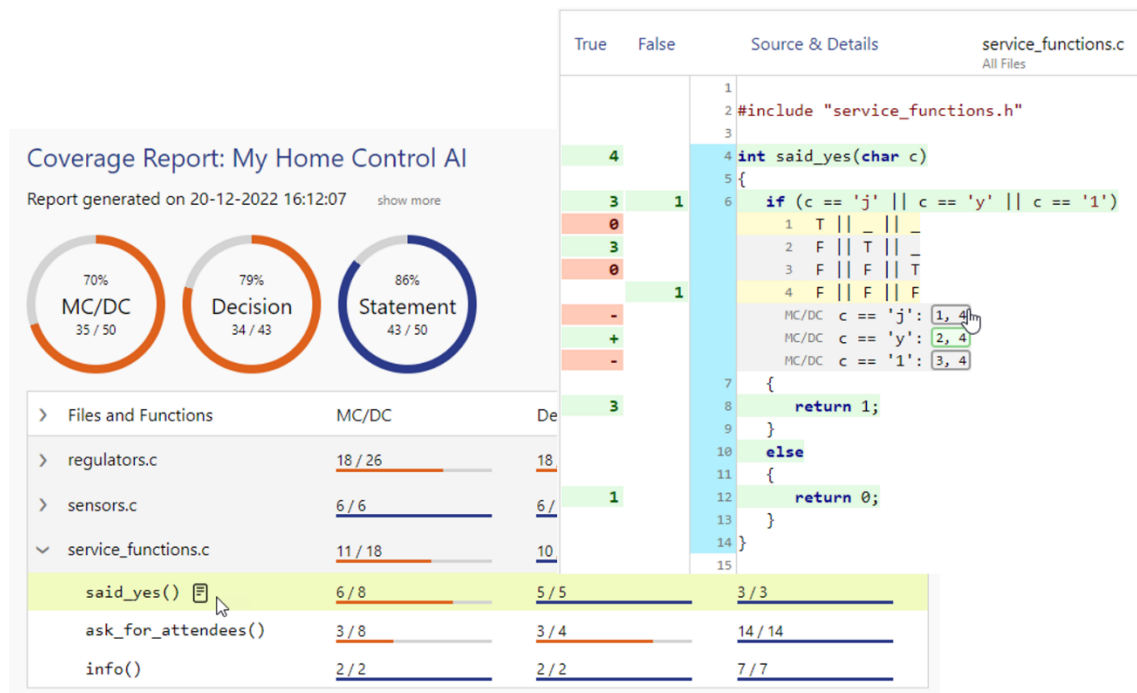 Coverage Report: My Home Control AI
Report generated on 20-12-2022 16:12:07 show more
70%
MC/DC
35 / 50
79%
Decision
34 / 43
86%
Statement
43 / 50
Files and Functions MC/DC De
regulators.c 18 / 26 18
sensors.c 6 / 6 6 /
service_functions.c 11 / 18 10
said_yes() 6 / 8 5 / 5 3 / 3
ask_for_attendees() 3 / 8 3 / 4 14 / 14
info() 2 / 2 2 / 2 7 / 7
True False Source & Details service_functions.c
All Files
1
2 #include "service_functions.h"
3
4 4 int said_yes(char c)
5 {
3 1 6 if (c == 'j' || c == 'y' || c == '1')
0 1 T || _ || _
3 2 F || T || _
0 3 F || F || T
1 4 F || F || F
- MC/DC c == 'j': 1, 4
+ MC/DC c == 'y': 2, 4
- MC/DC c == '1': 3, 4
7 {
3 8 return 1;
9 }
10 else
11 {
1 12 return 0;
13 }
14 }
15